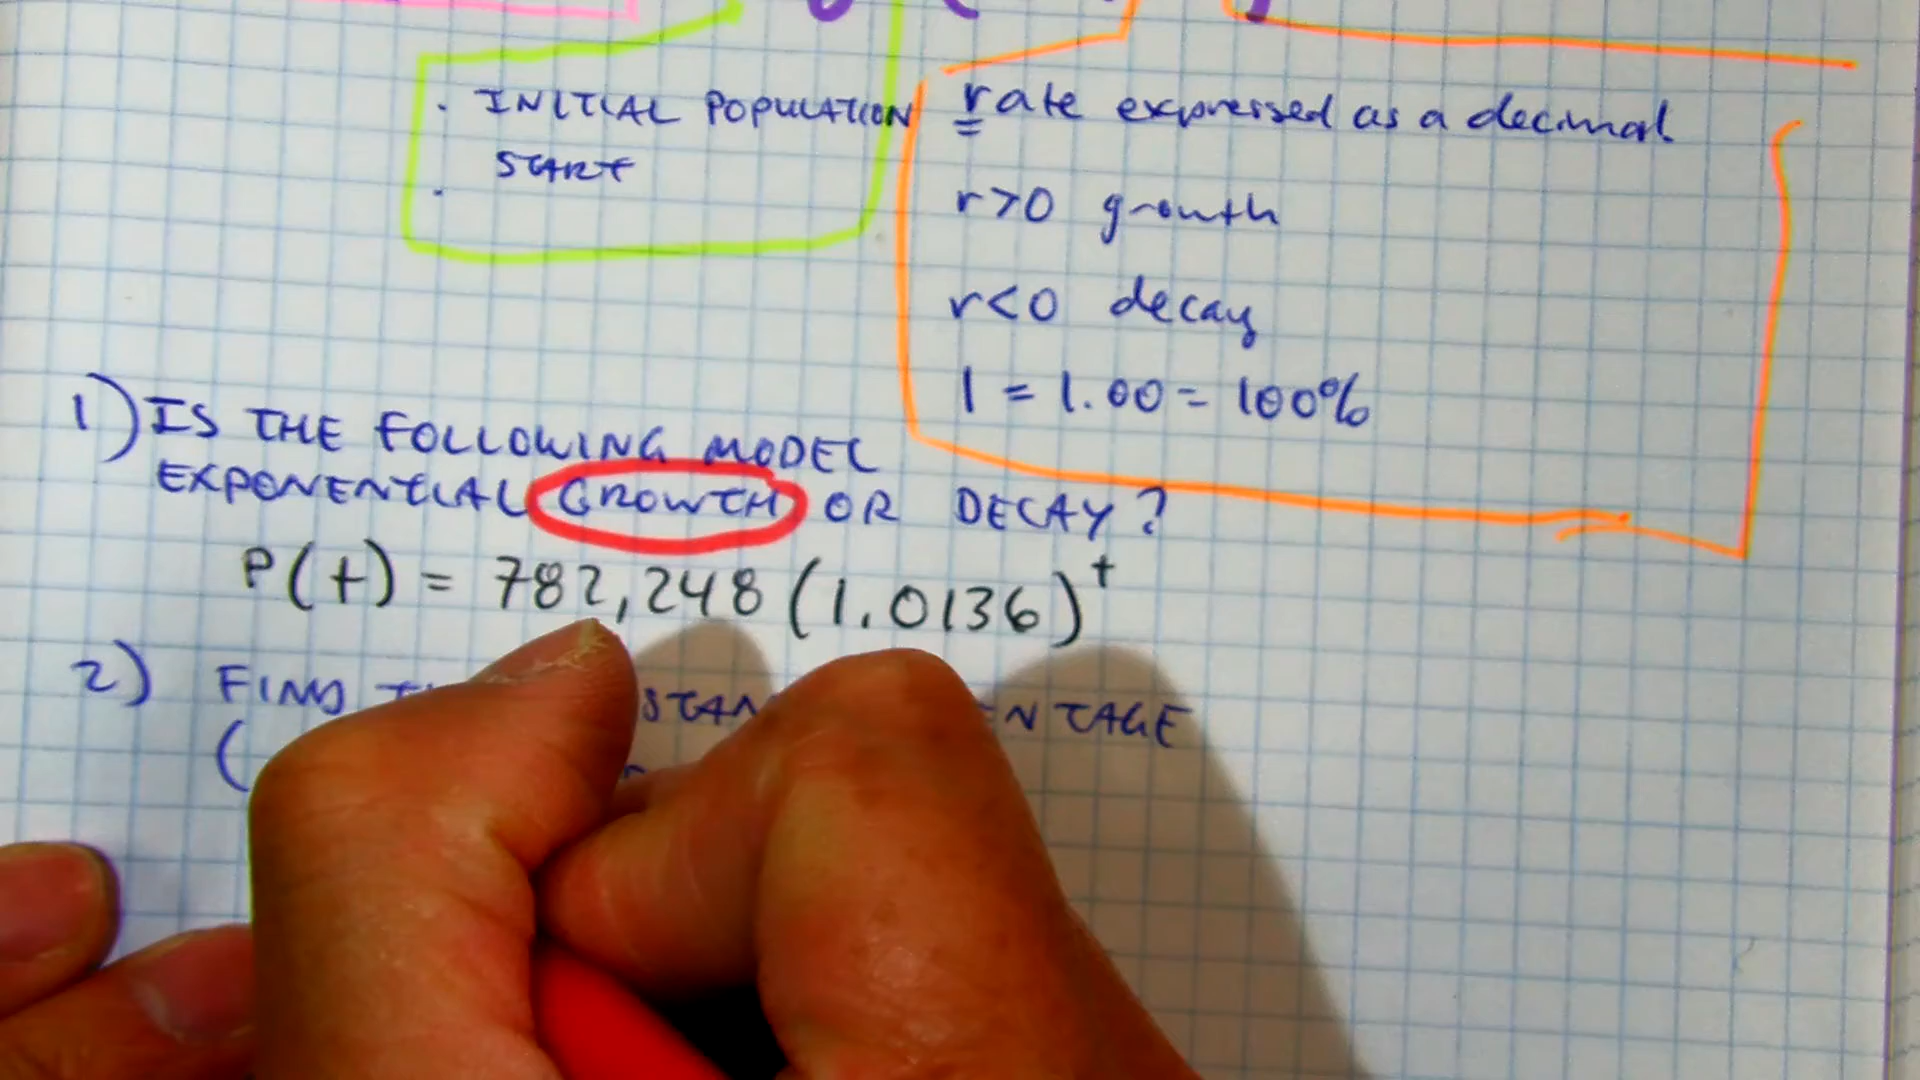 · INITIAL POPULATION
· START
rate expressed as a decimal
r>0 growth
r<0 decay
1 = 1.00 = 100%
1) IS THE FOLLOWING MODEL
EXPONENTIAL GROWTH OR DECAY?
P(t) = 782,248 (1.0136)^t
2) FIND
(